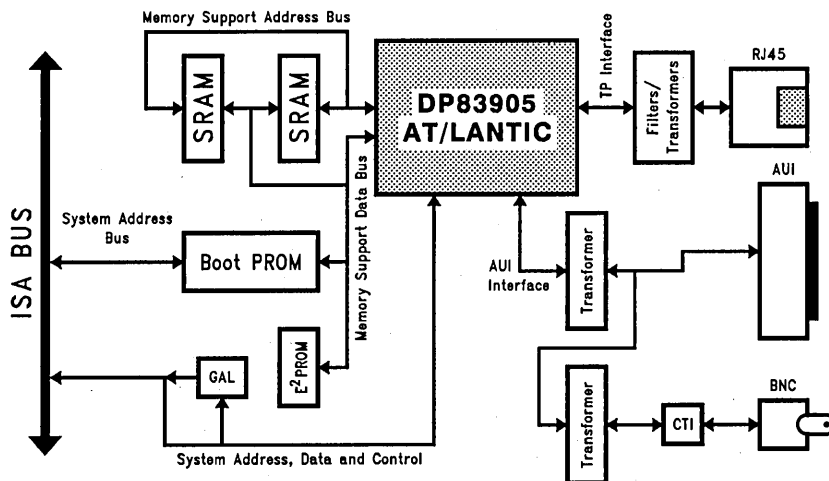 Memory Support Address Bus
SRAM
SRAM
DP83905
AT/LANTIC
TP Interface
Filters/
Transformers
RJ45
ISA BUS
System Address
Bus
Boot PROM
Memory Support Data Bus
AUI
Interface
Transformer
AUI
GAL
E²PROM
System Address, Data and Control
Transformer
CTI
BNC